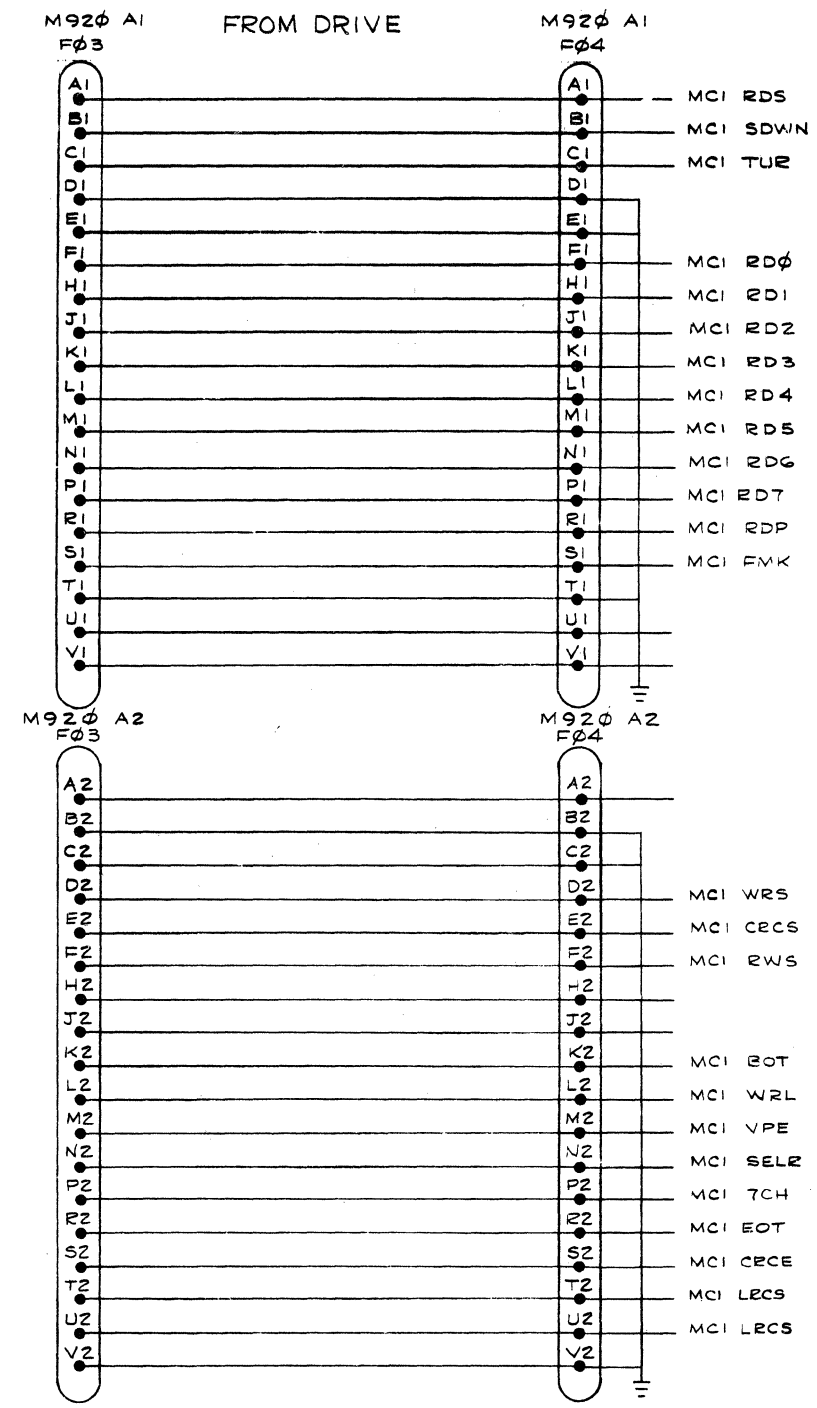 M92Ø A1 FROM DRIVE M92Ø A1
FØ3 FØ4
A1 A1 MC1 RDS
B1 B1 MC1 SDWN
C1 C1 MC1 TUR
D1 D1
E1 E1
F1 F1 MC1 RDØ
H1 H1 MC1 RD1
J1 J1 MC1 RD2
K1 K1 MC1 RD3
L1 L1 MC1 RD4
M1 M1 MC1 RD5
N1 N1 MC1 RD6
P1 P1 MC1 RD7
R1 R1 MC1 RDP
S1 S1 MC1 FMK
T1 T1
U1 U1
V1 V1
M92Ø A2 M92Ø A2
FØ3 FØ4
A2 A2
B2 B2
C2 C2
D2 D2 MC1 WRS
E2 E2 MC1 CRCS
F2 F2 MC1 RWS
H2 H2
J2 J2
K2 K2 MC1 BOT
L2 L2 MC1 WRL
M2 M2 MC1 VPE
N2 N2 MC1 SELR
P2 P2 MC1 7CH
R2 R2 MC1 EOT
S2 S2 MC1 CRCE
T2 T2 MC1 LRCS
U2 U2 MC1 LRCS
V2 V2